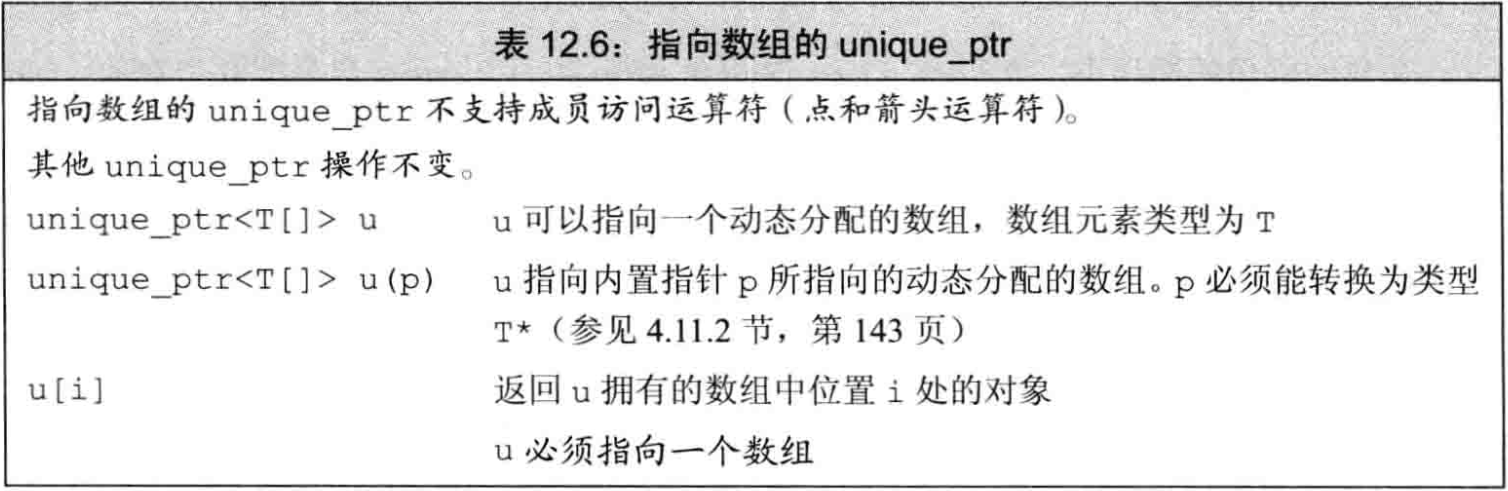 表 12.6：指向数组的 unique_ptr
指向数组的 unique_ptr 不支持成员访问运算符（点和箭头运算符）。
其他 unique_ptr 操作不变。
unique_ptr<T[]> u u 可以指向一个动态分配的数组，数组元素类型为 T
unique_ptr<T[]> u(p) u 指向内置指针 p 所指向的动态分配的数组。p 必须能转换为类型
T*（参见 4.11.2 节，第 143 页）
u[i] 返回 u 拥有的数组中位置 i 处的对象
u 必须指向一个数组